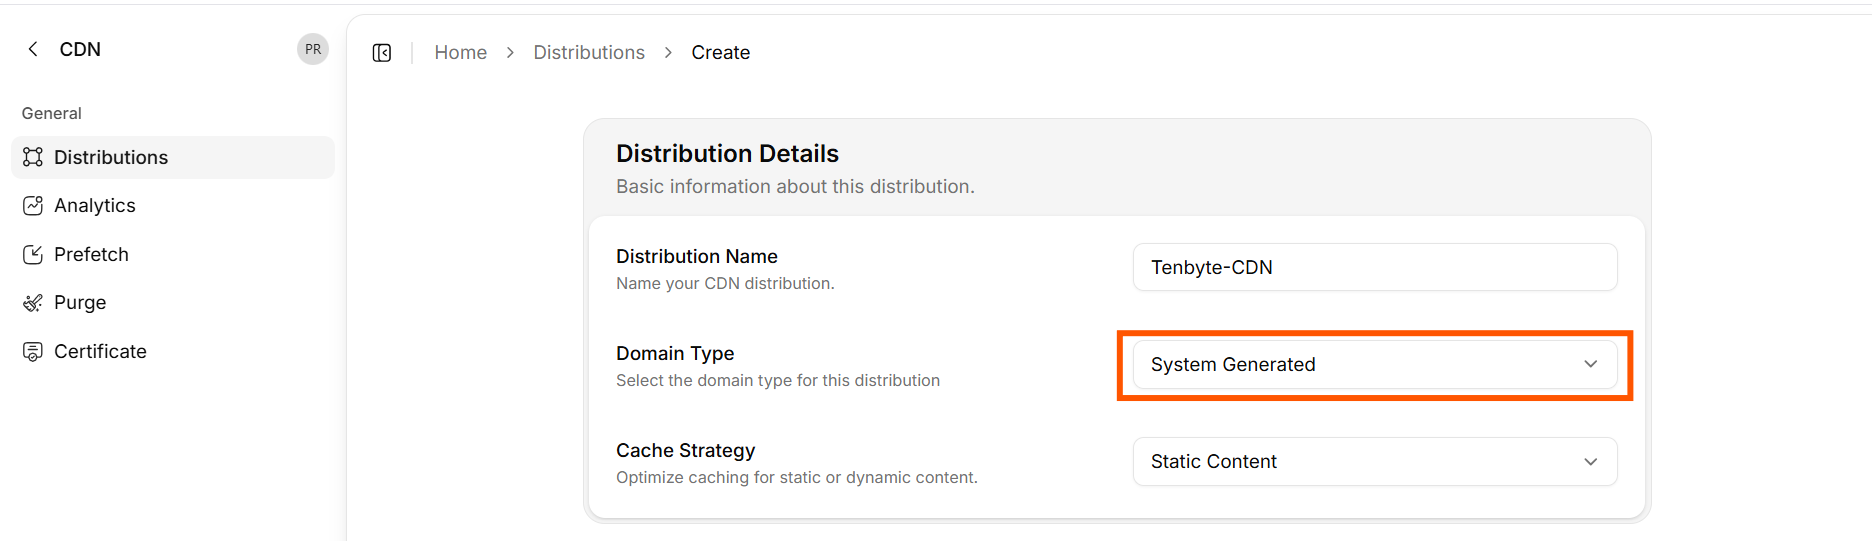 CDN
PR
General
Distributions
Analytics
Prefetch
Purge
Certificate
Home > Distributions > Create
Distribution Details
Basic information about this distribution.
Distribution Name
Name your CDN distribution.
Tenbyte-CDN
Domain Type
Select the domain type for this distribution
System Generated
Cache Strategy
Optimize caching for static or dynamic content.
Static Content